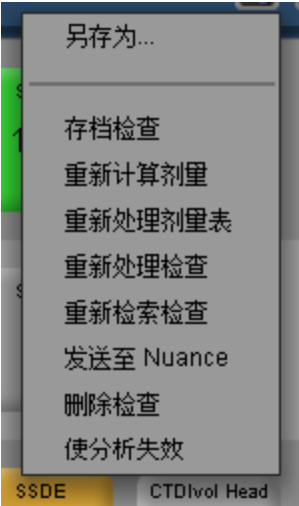 另存为...
存档检查
重新计算剂量
重新处理剂量表
重新处理检查
重新检索检查
发送至 Nuance
删除检查
使分析失效
SSDE
CTDIvol Head